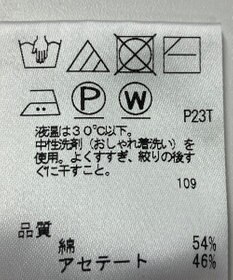 P W
P23T
液温は30℃以下。
中性洗剤(おしゃれ着洗い)を
使用。よくすすぎ、絞りの後す
ぐに干すこと。
109
品質
綿 54%
アセテート 46%